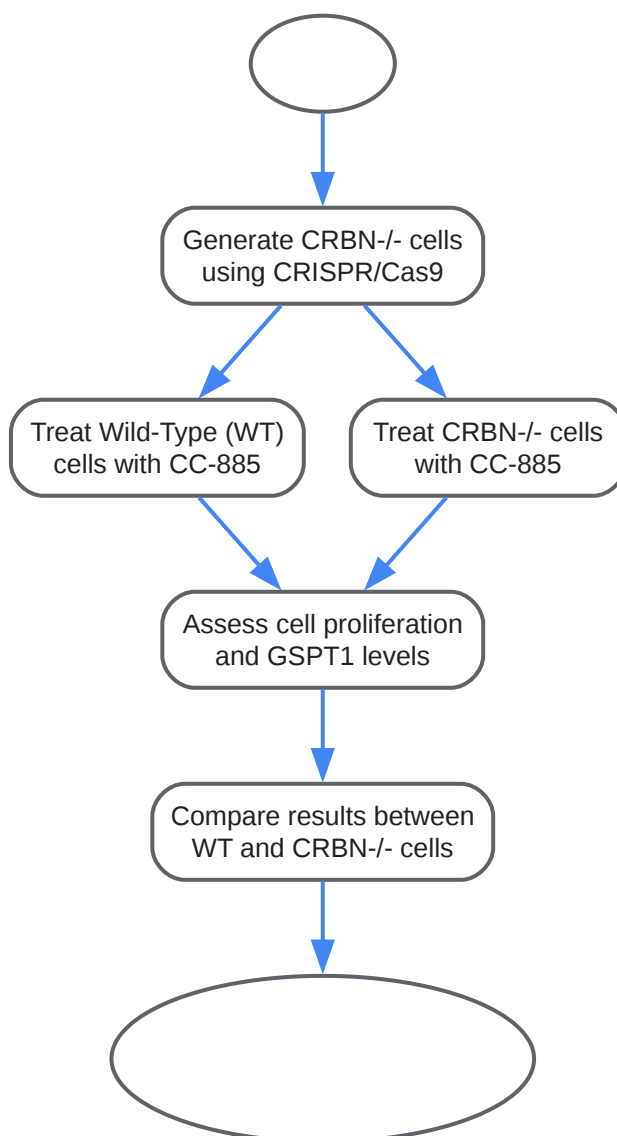 Generate CRBN-/- cells
using CRISPR/Cas9
Treat Wild-Type (WT)
cells with CC-885
Treat CRBN-/- cells
with CC-885
Assess cell proliferation
and GSPT1 levels
Compare results between
WT and CRBN-/- cells